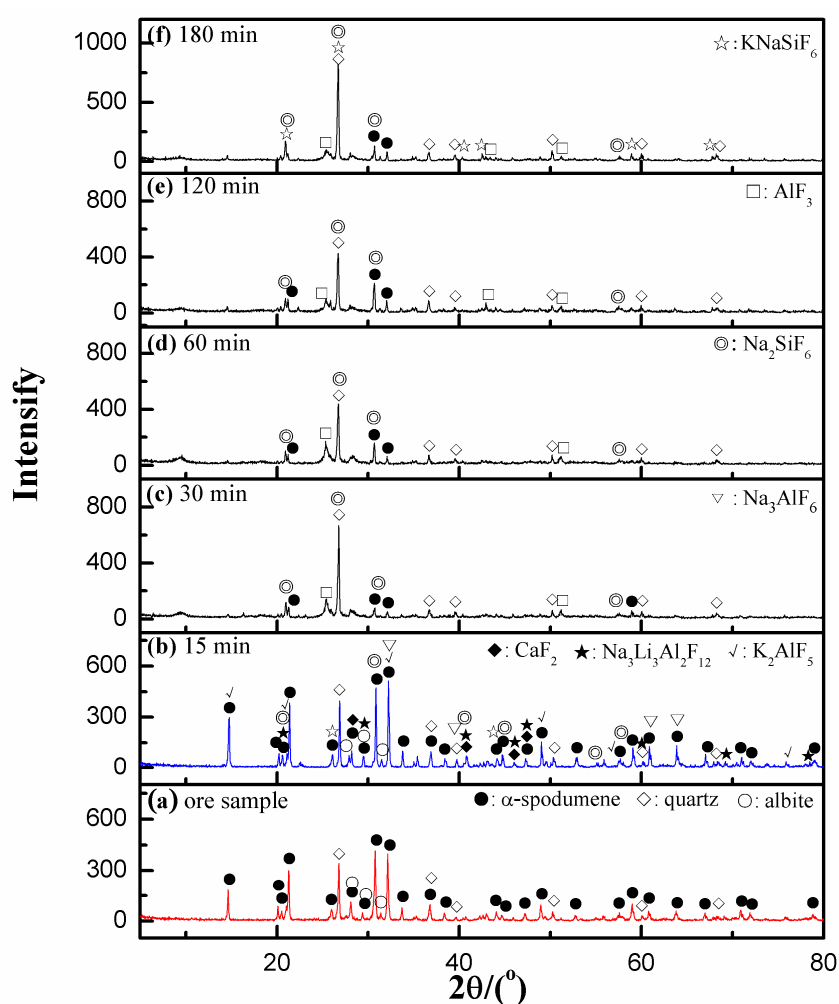 (f) 180 min ☆: KNaSiF₆
1000
500
0
(e) 120 min □: AlF₃
800
400
0
(d) 60 min ◎: Na₂SiF₆
800
400
0
(c) 30 min ▽: Na₃AlF₆
800
400
0
(b) 15 min ◆: CaF₂ ★: Na₃Li₃Al₂F₁₂ √: K₂AlF₅
600
300
0
(a) ore sample ●: α-spodumene ◇: quartz ○: albite
600
300
0
20 40 60 80
2θ/(°)
Intensify